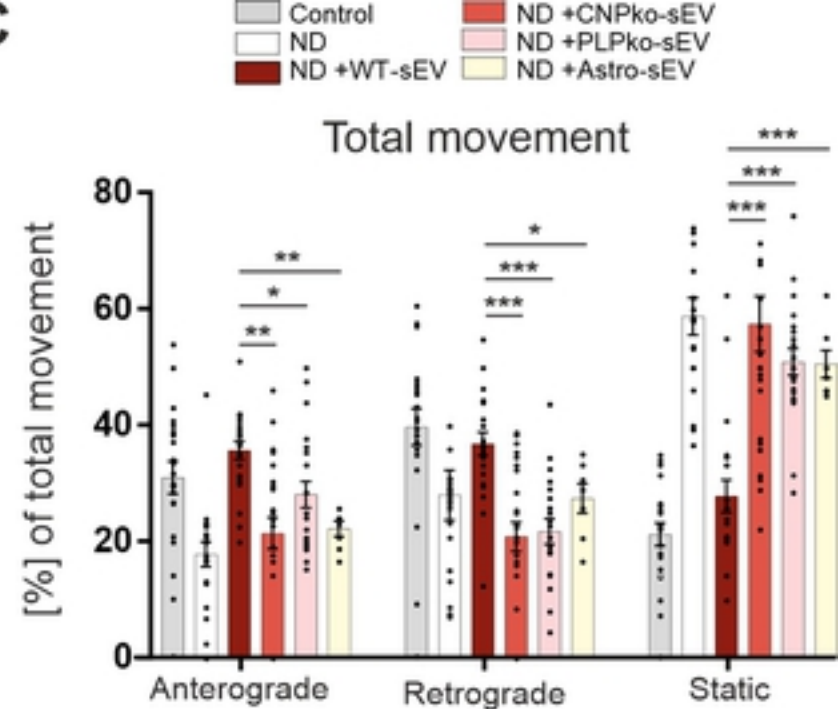 C
Control
ND
ND +WT-sEV
ND +CNPko-sEV
ND +PLPko-sEV
ND +Astro-sEV
Total movement
[%] of total movement
80
60
40
20
0
**
*
**
*
***
***
***
***
***
Anterograde
Retrograde
Static